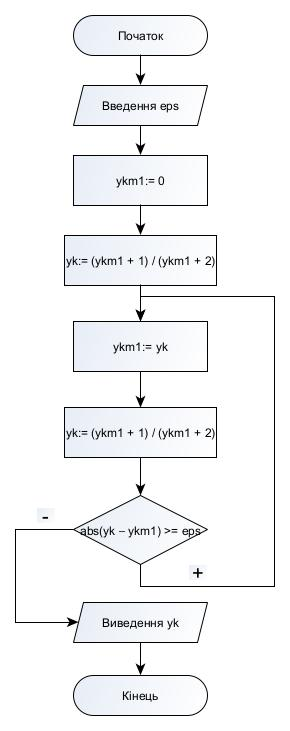 Початок
Введення eps
ykm1:= 0
yk:= (ykm1 + 1) / (ykm1 + 2)
ykm1:= yk
yk:= (ykm1 + 1) / (ykm1 + 2)
abs(yk – ykm1) >= eps
-
+
Виведення yk
Кінець